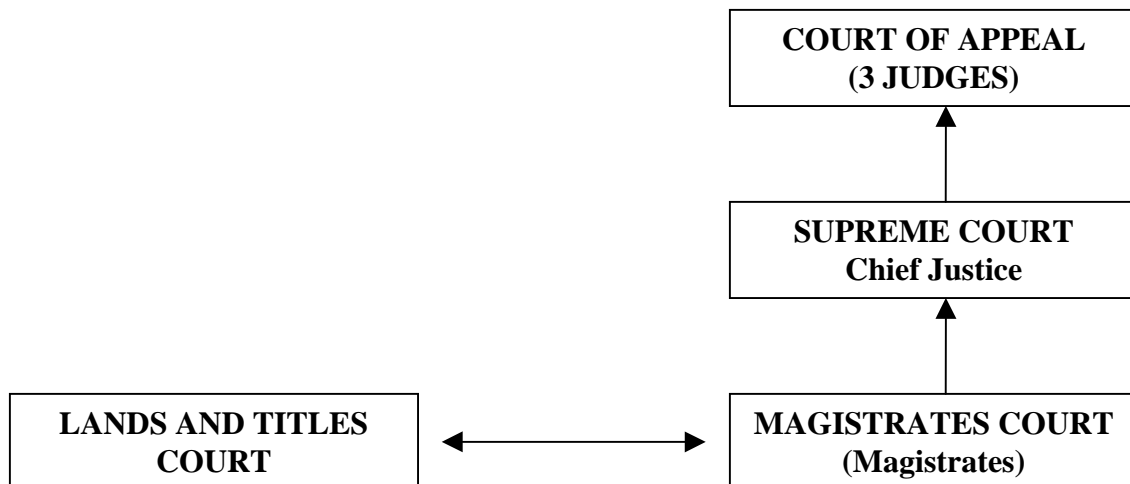 COURT OF APPEAL
(3 JUDGES)
SUPREME COURT
Chief Justice
LANDS AND TITLES
COURT
MAGISTRATES COURT
(Magistrates)